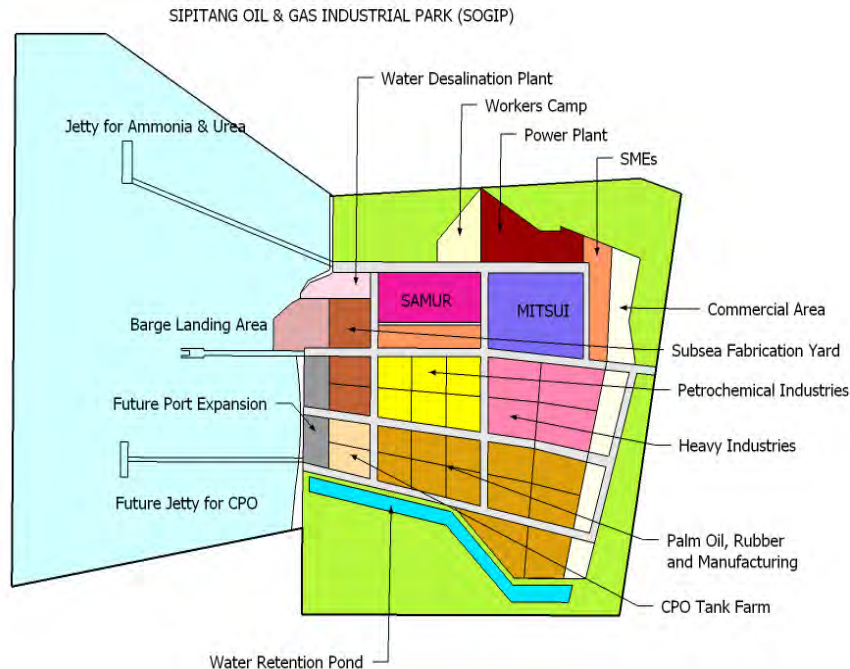 SIPITANG OIL & GAS INDUSTRIAL PARK (SOGIP)
Water Desalination Plant
Workers Camp
Jetty for Ammonia & Urea
Power Plant
SMEs
SAMUR
MITSUI
Commercial Area
Barge Landing Area
Subsea Fabrication Yard
Petrochemical Industries
Future Port Expansion
Heavy Industries
Future Jetty for CPO
Palm Oil, Rubber
and Manufacturing
CPO Tank Farm
Water Retention Pond